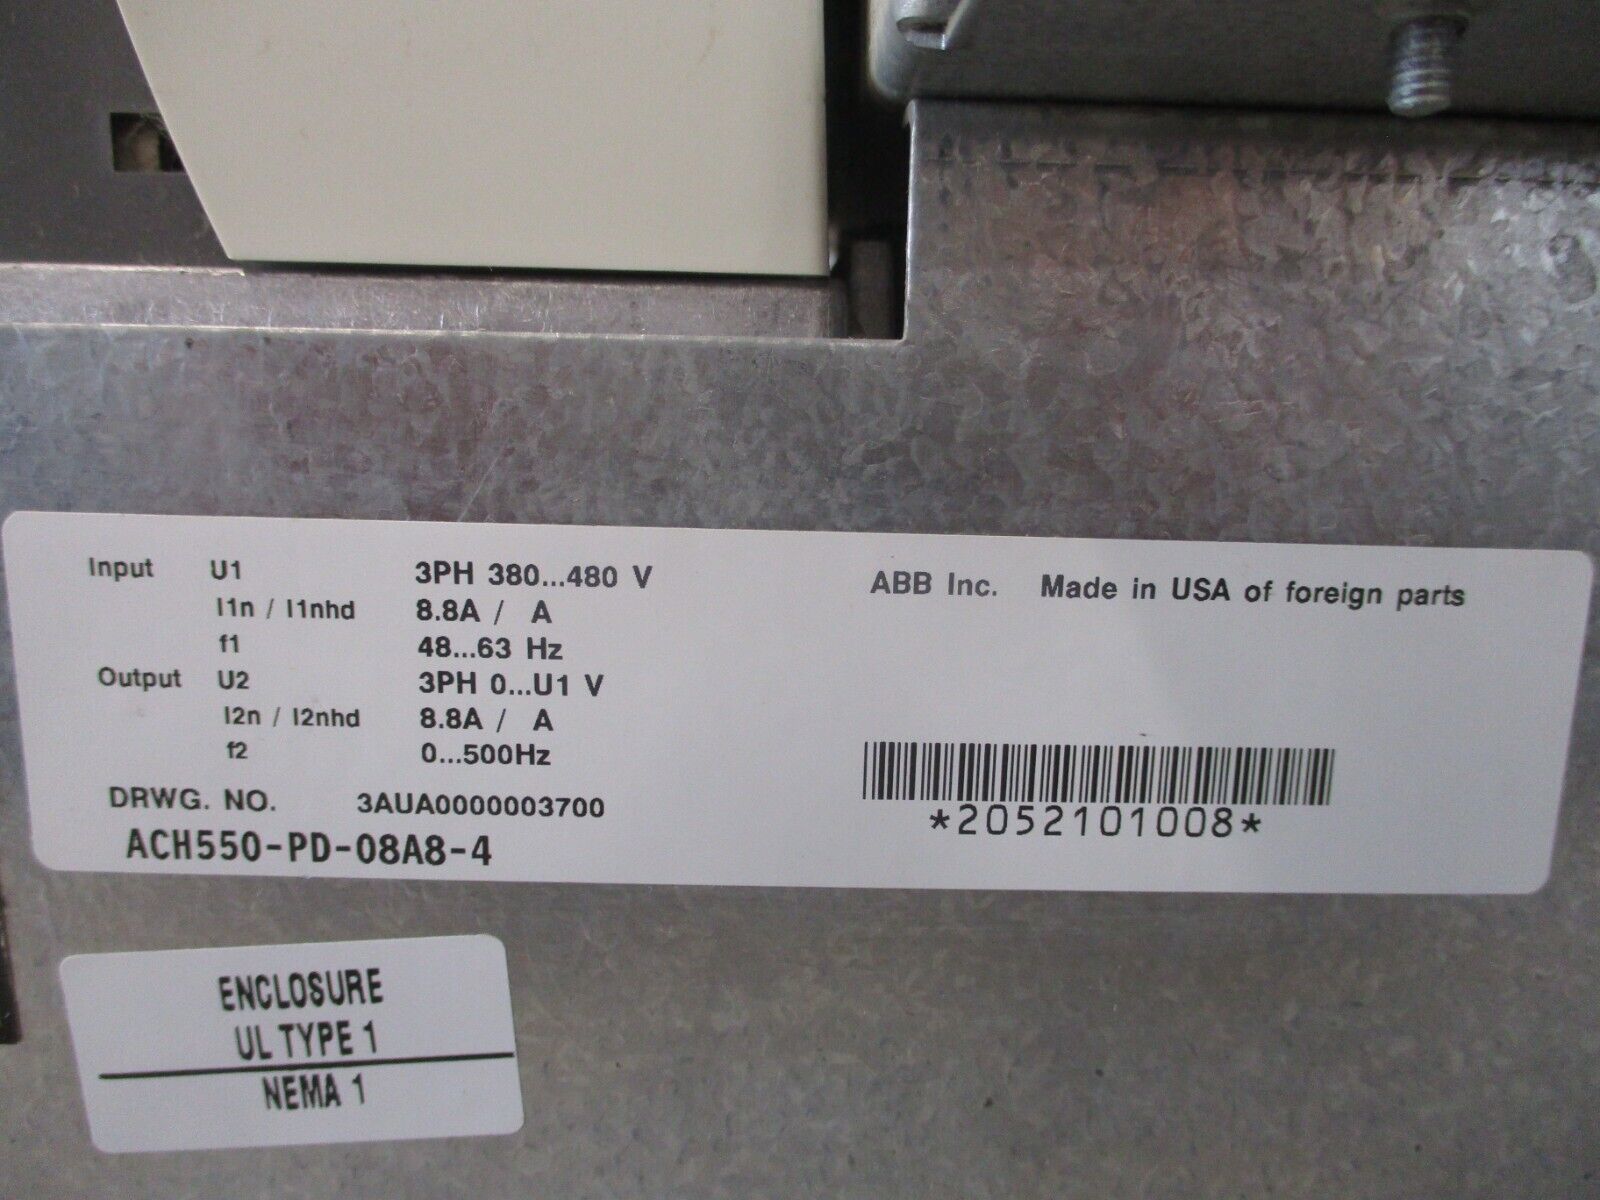 Input U1 3PH 380...480 V
I1n / I1nhd 8.8A / A
f1 48...63 Hz
Output U2 3PH 0...U1 V
I2n / I2nhd 8.8A / A
f2 0...500Hz
DRWG. NO. 3AUA0000003700
ACH550-PD-08A8-4
ABB Inc. Made in USA of foreign parts
*2052101008*
ENCLOSURE
UL TYPE 1
NEMA 1